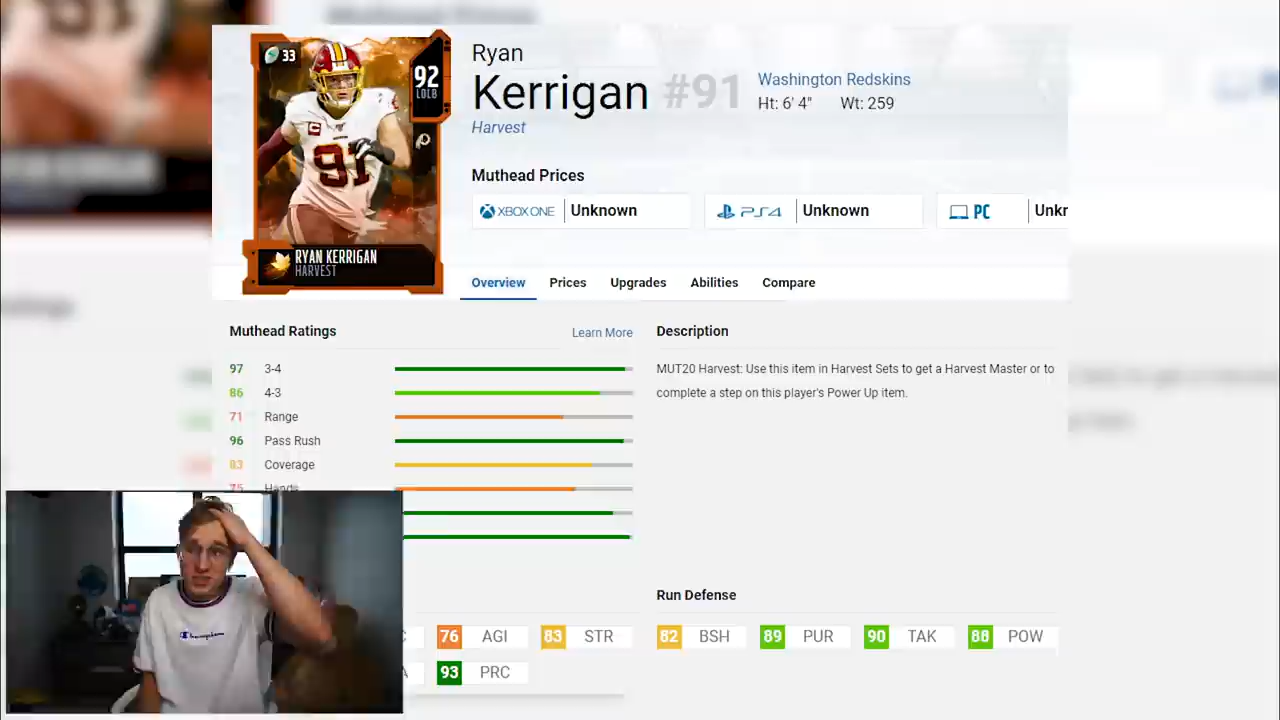 33
92
LOLB
91
RYAN KERRIGAN
HARVEST
Ryan
Kerrigan #91
Washington Redskins
Ht: 6' 4" Wt: 259
Harvest
Muthead Prices
XBOX ONE Unknown
PS4 Unknown
PC Unkr
Overview Prices Upgrades Abilities Compare
Muthead Ratings Learn More
97 3-4
86 4-3
71 Range
96 Pass Rush
83 Coverage
75 Hands
Description
MUT20 Harvest: Use this item in Harvest Sets to get a Harvest Master or to
complete a step on this player's Power Up item.
76 AGI 83 STR
93 PRC
Run Defense
82 BSH 89 PUR 90 TAK 88 POW